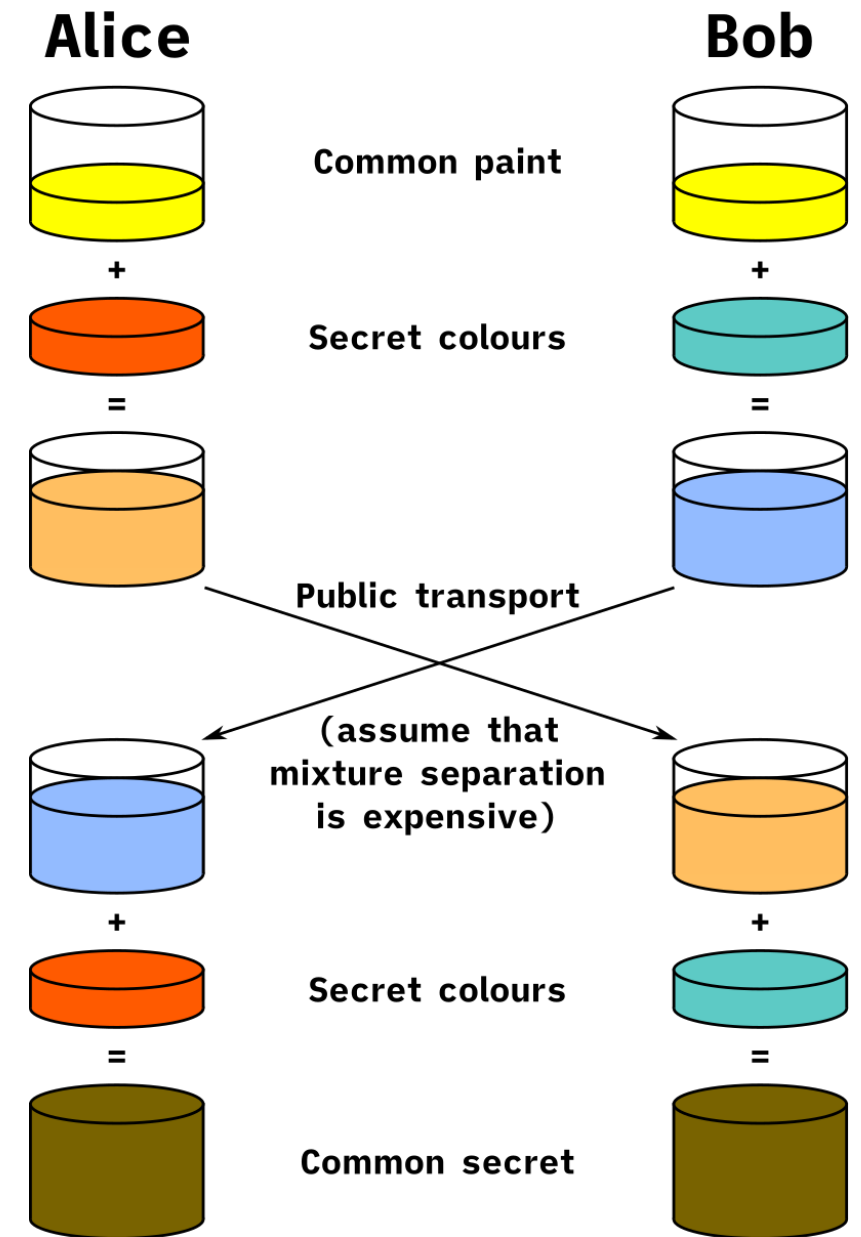 Alice
Bob
Common paint
+
+
Secret colours
=
=
Public transport
(assume that
mixture separation
is expensive)
+
+
Secret colours
=
=
Common secret